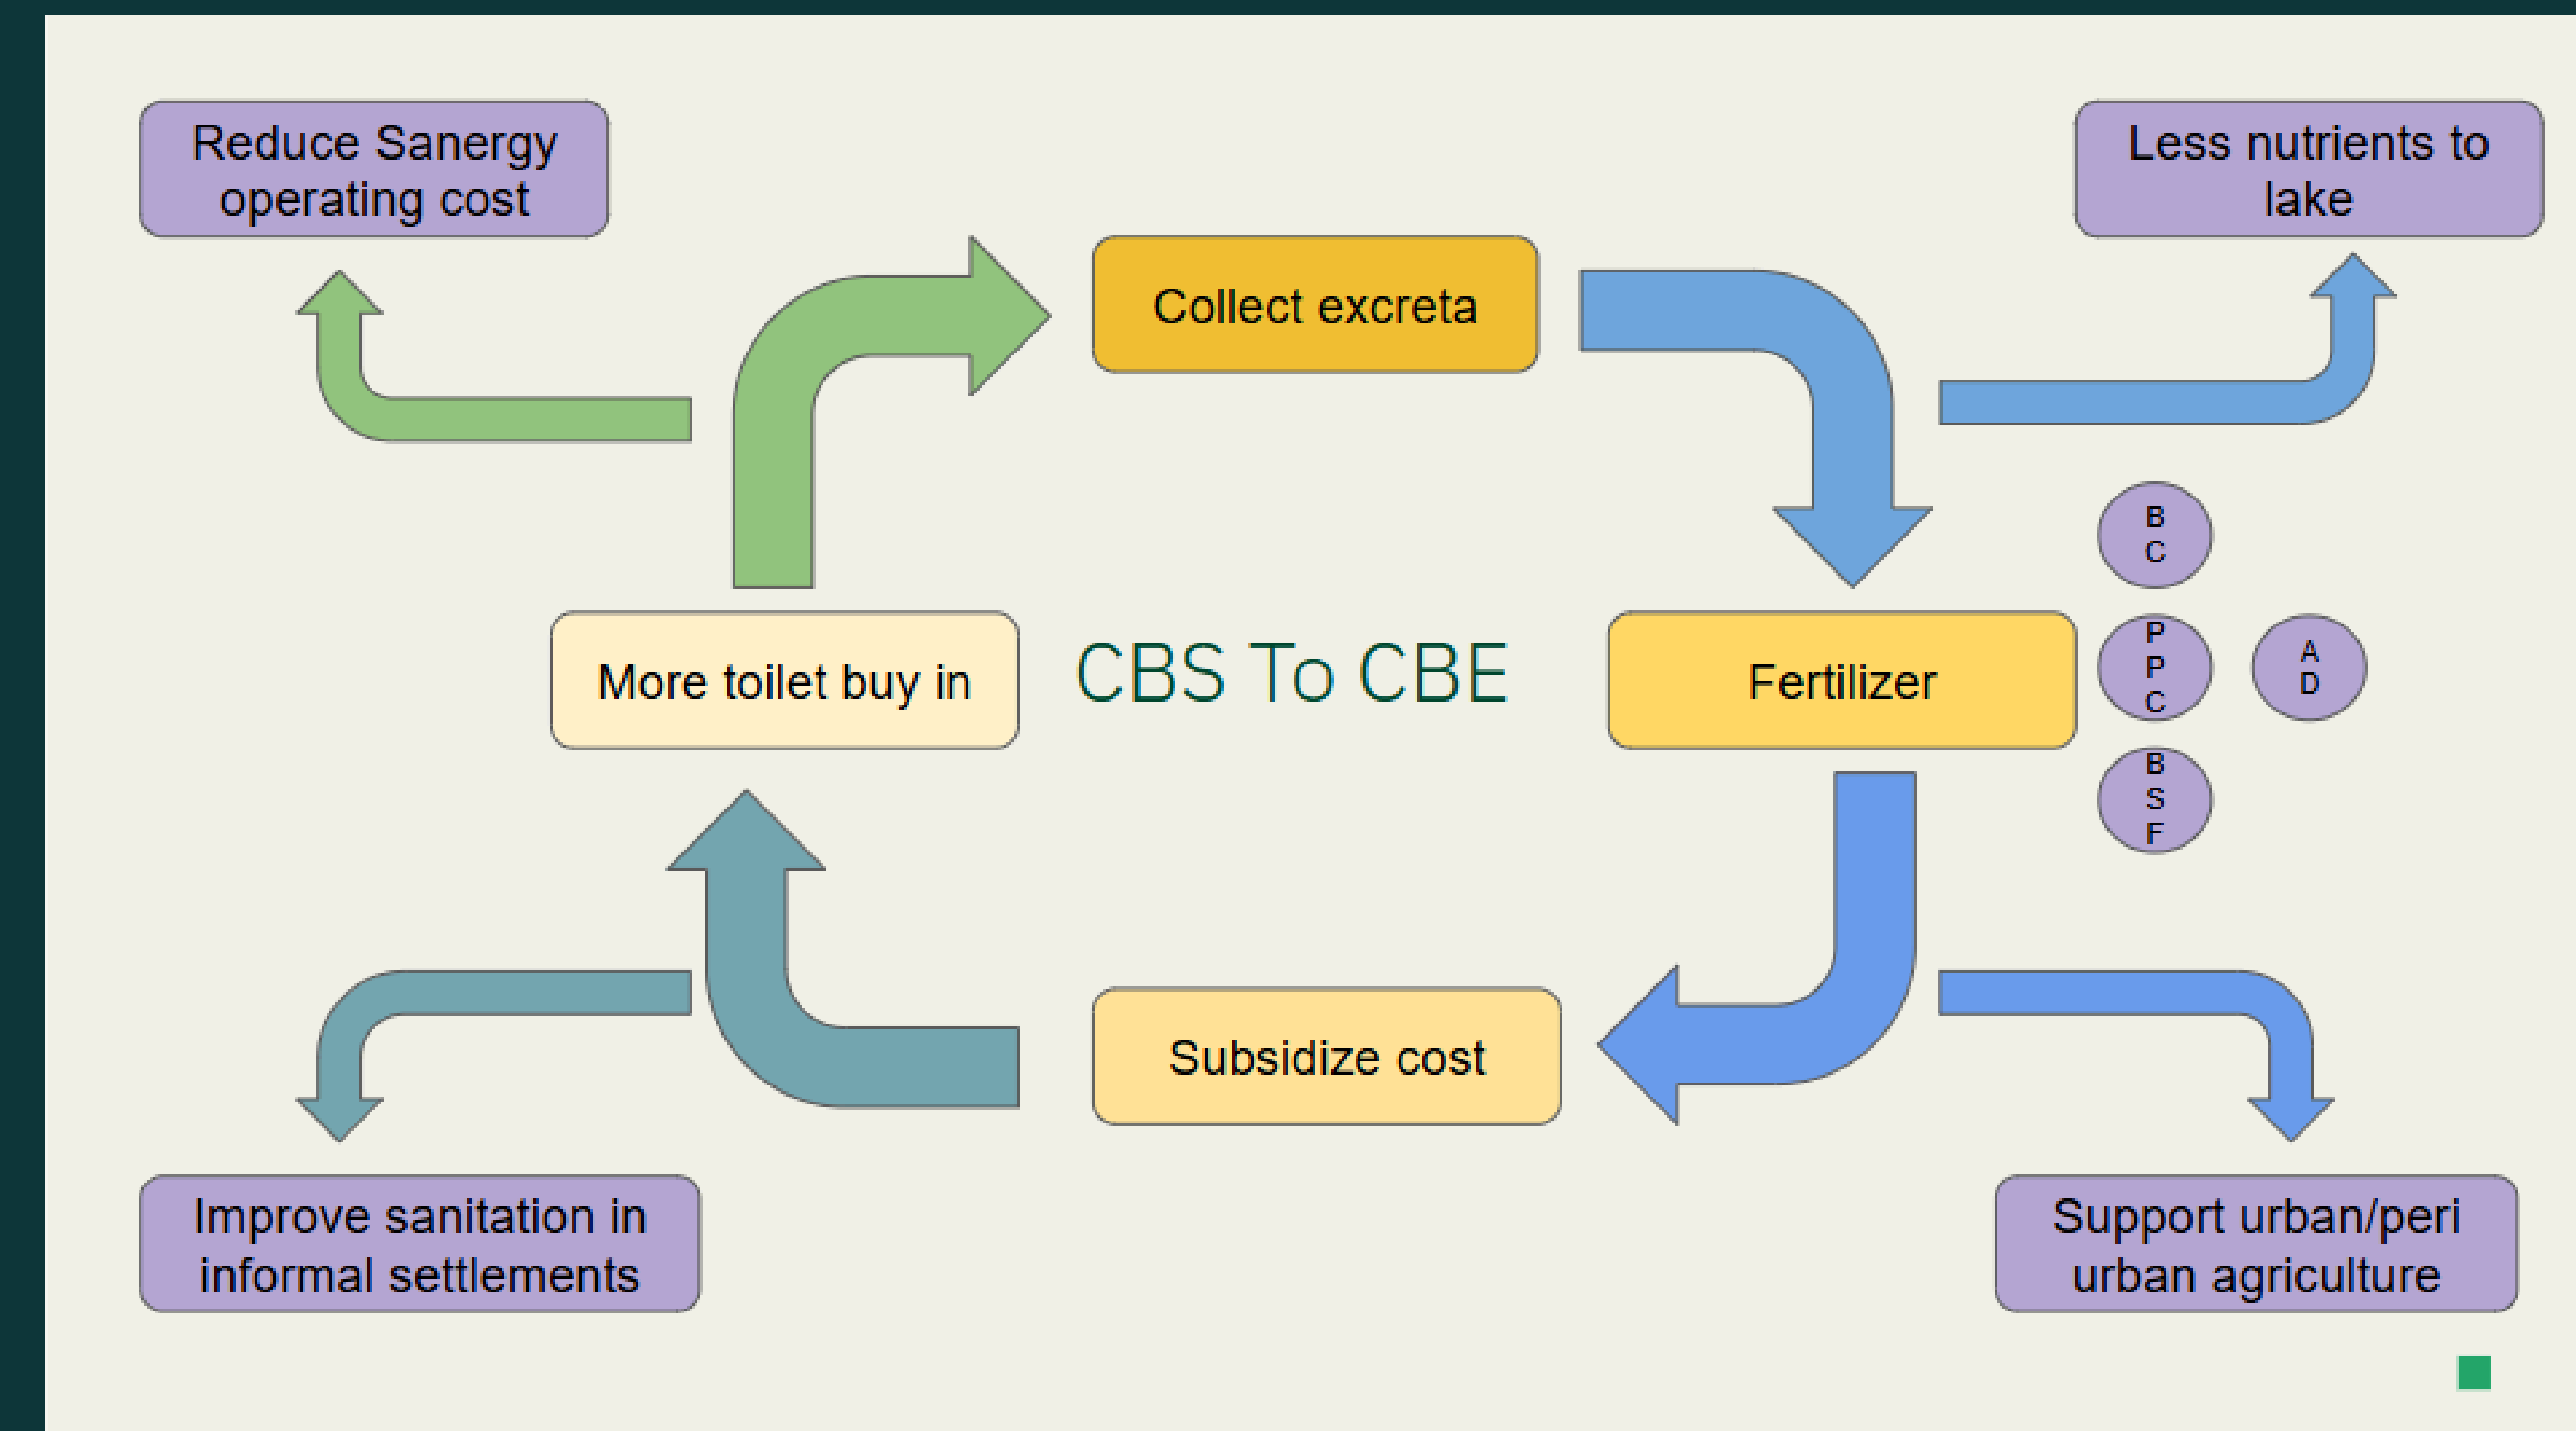 Reduce Sanergy
operating cost
Less nutrients to
lake
Collect excreta
B
C
More toilet buy in
CBS To CBE
Fertilizer
P
P
C
A
D
B
S
F
Subsidize cost
Improve sanitation in
informal settlements
Support urban/peri
urban agriculture